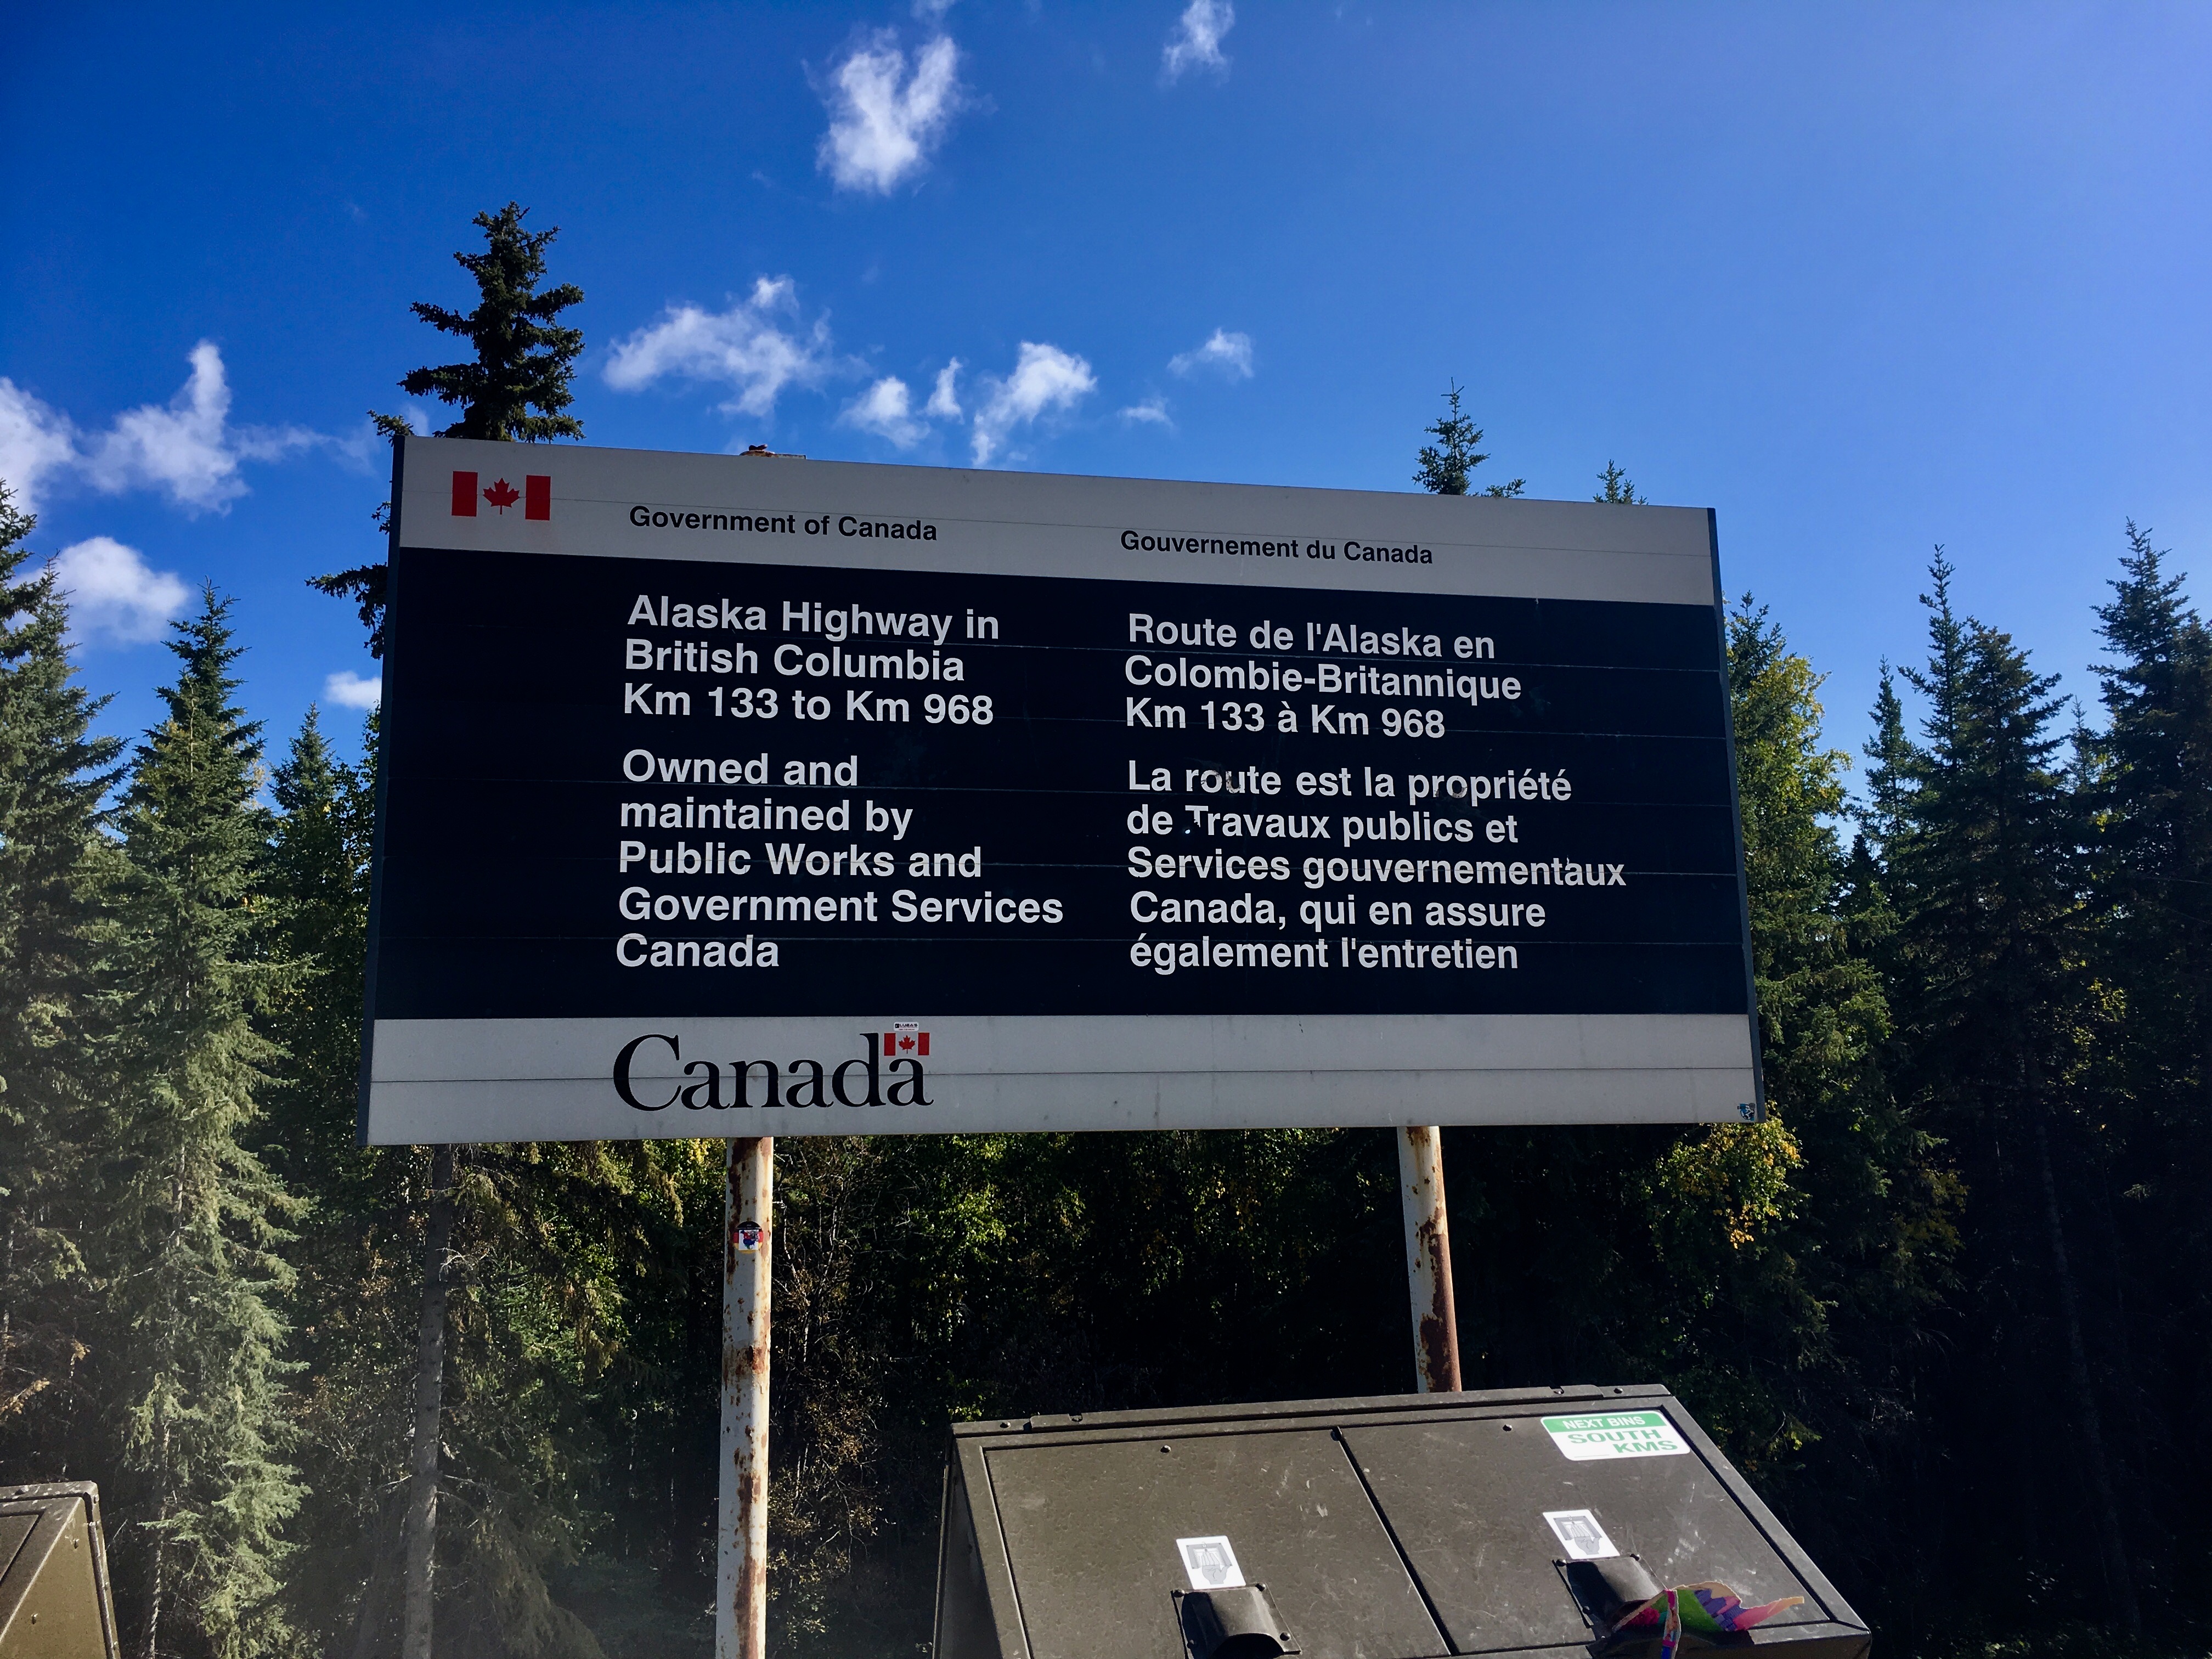 Government of Canada
Gouvernement du Canada
Alaska Highway in
British Columbia
Km 133 to Km 968
Owned and
maintained by
Public Works and
Government Services
Canada
Route de l'Alaska en
Colombie-Britannique
Km 133 à Km 968
La route est la propriété
de Travaux publics et
Services gouvernementaux
Canada, qui en assure
également l'entretien
Canada
NEXT BINS
SOUTH
KMS